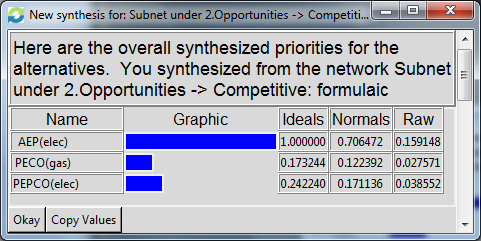 New synthesis for: Subnet under 2.Opportunities -> Competiti...
Here are the overall synthesized priorities for the
alternatives. You synthesized from the network Subnet
under 2.Opportunities -> Competitive: formulaic
Name Graphic Ideals Normals Raw
AEP(elec) 1.000000 0.706472 0.159148
PECO(gas) 0.173244 0.122392 0.027571
PEPCO(elec) 0.242240 0.171136 0.038552
Okay Copy Values